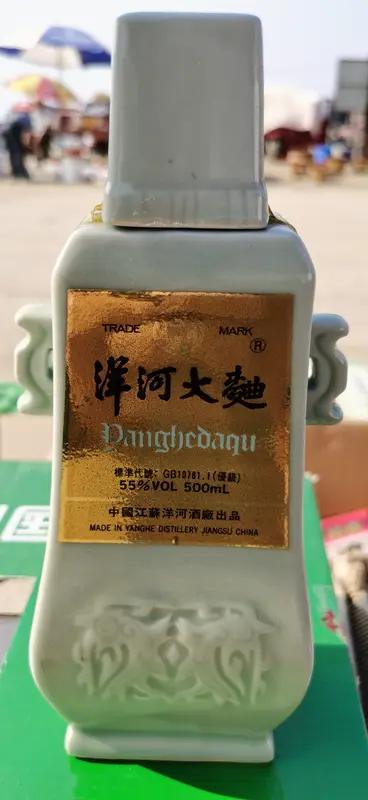 TRADE MARK
®
洋河大麯
Yanghedaqu
標準代號: GB10781.1(優級)
55%VOL 500mL
中國江蘇洋河酒廠出品
MADE IN YANGHE DISTILLERY JIANGSU CHINA